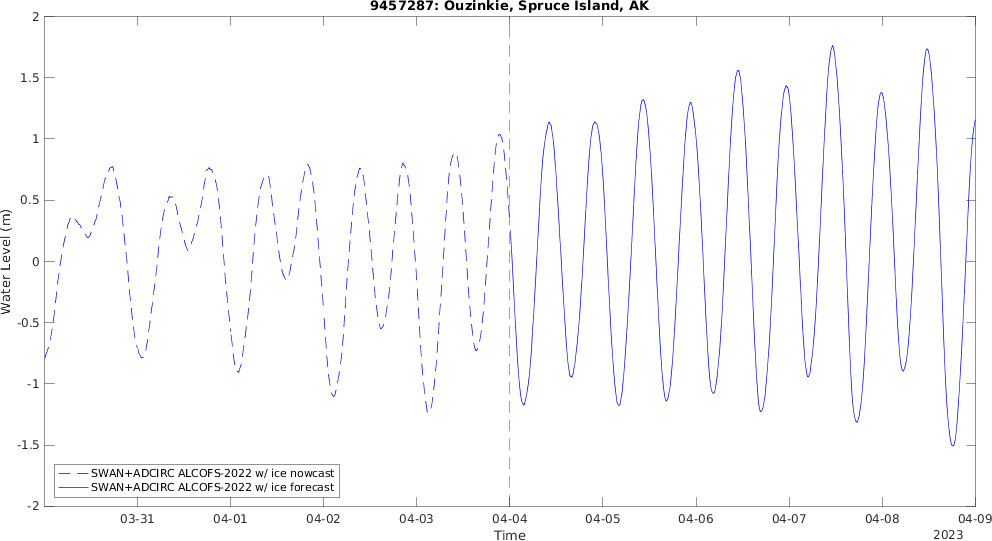 9457287: Ouzinkie, Spruce Island, AK
2
1.5
1
0.5
0
-0.5
-1
-1.5
-2
Water Level (m)
SWAN+ADCIRC ALCOFS-2022 w/ ice nowcast
SWAN+ADCIRC ALCOFS-2022 w/ ice forecast
03-31 04-01 04-02 04-03 04-04 04-05 04-06 04-07 04-08 04-09
Time
2023